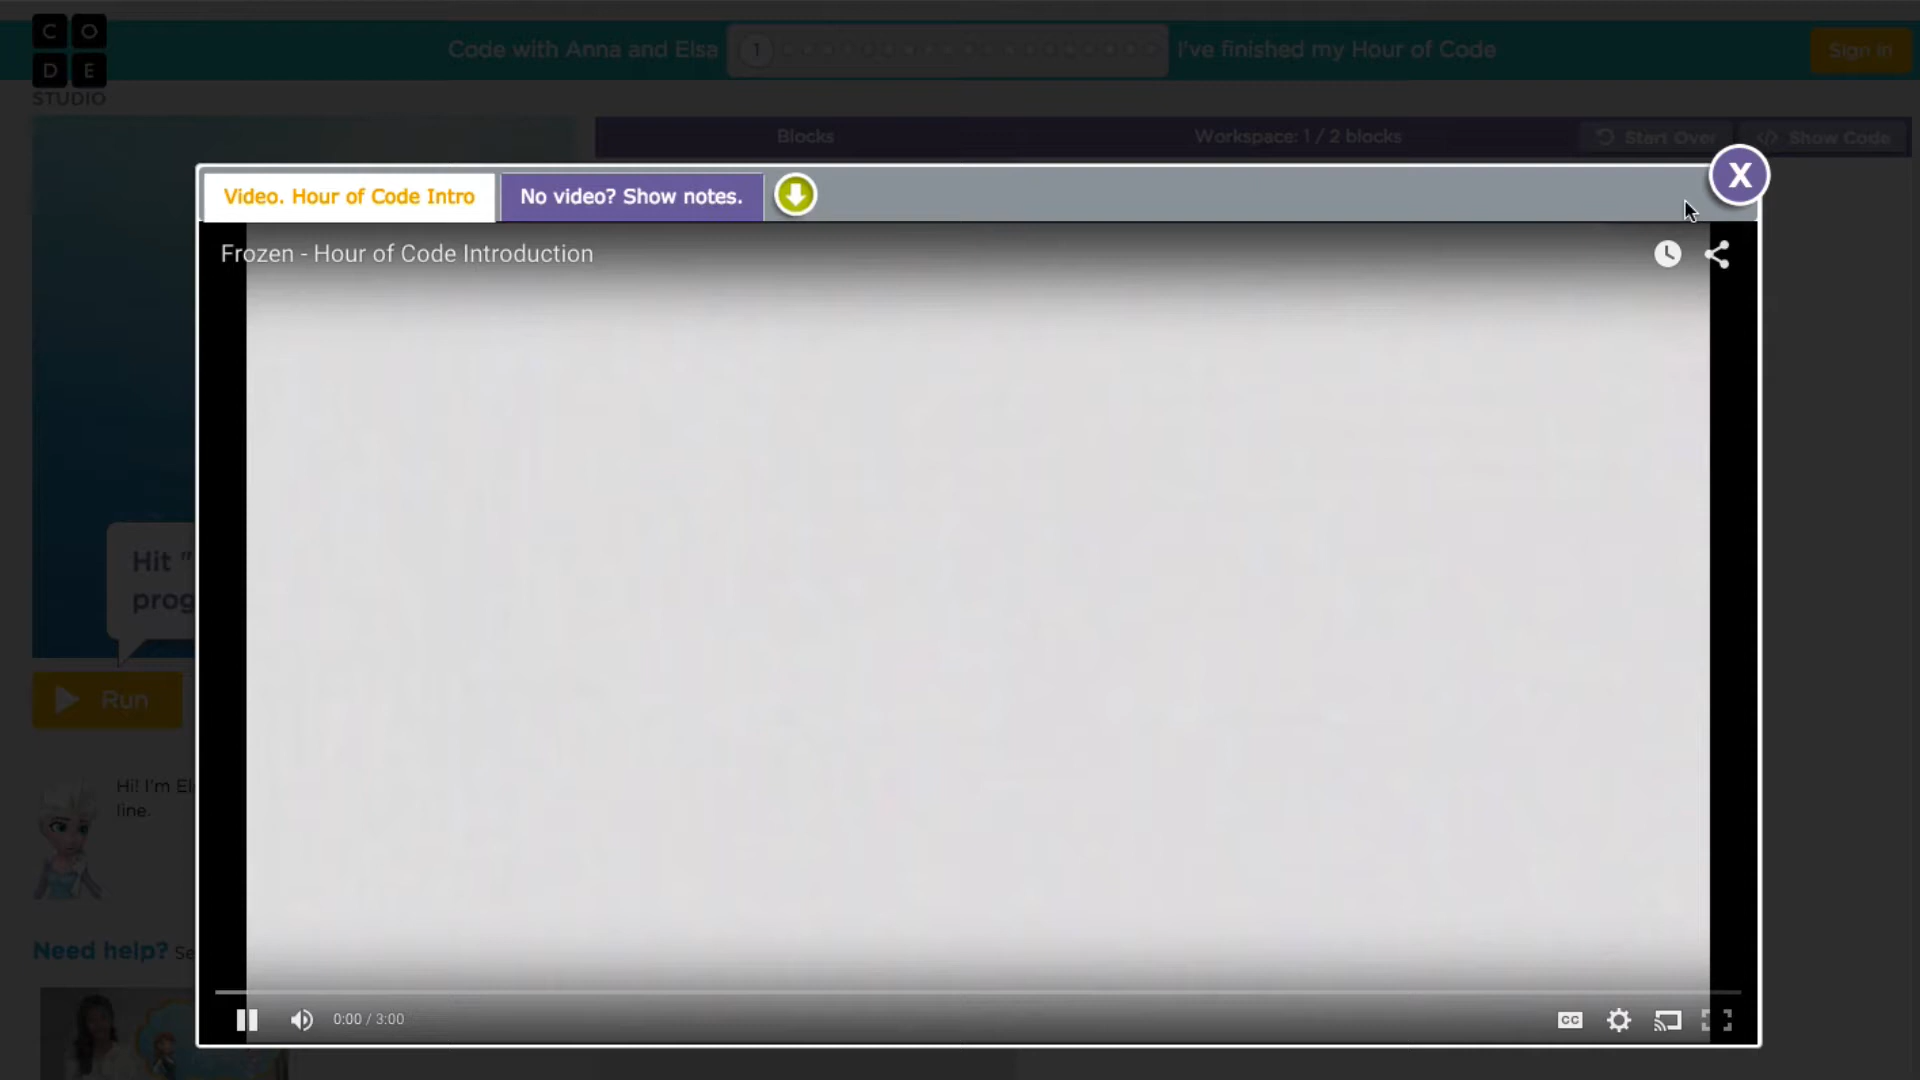 C O
D E
STUDIO
Code with Anna and Elsa
1
I've finished my Hour of Code
Sign in
Blocks
Workspace: 1 / 2 blocks
Start Over
Show Code
X
Video. Hour of Code Intro
No video? Show notes.
Frozen - Hour of Code Introduction
Hit "
prog
Run
Hi! I'm El
line.
Need help? Se
0:00 / 3:00
CC